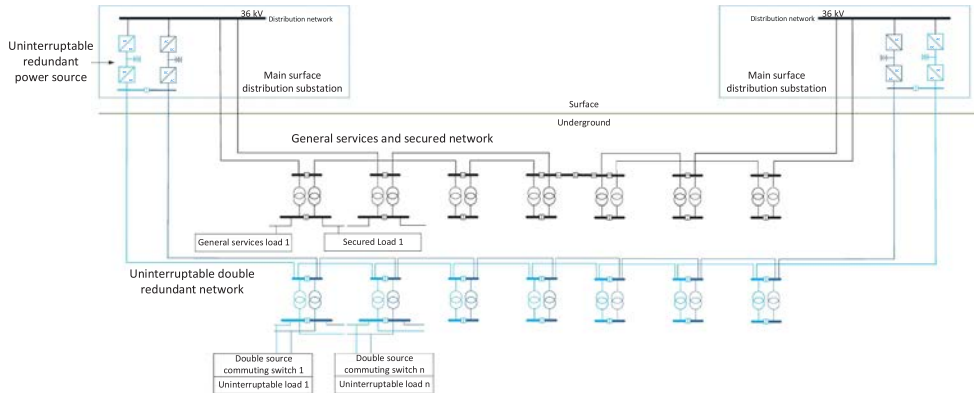 36 kV
Distribution network
Uninterruptable
redundant
power source
Main surface
distribution substation
36 kV
Distribution network
Main surface
distribution substation
Surface
Underground
General services and secured network
General services load 1
Secured Load 1
Uninterruptable double
redundant network
Double source
commuting switch 1
Uninterruptable load 1
Double source
commuting switch n
Uninterruptable load n